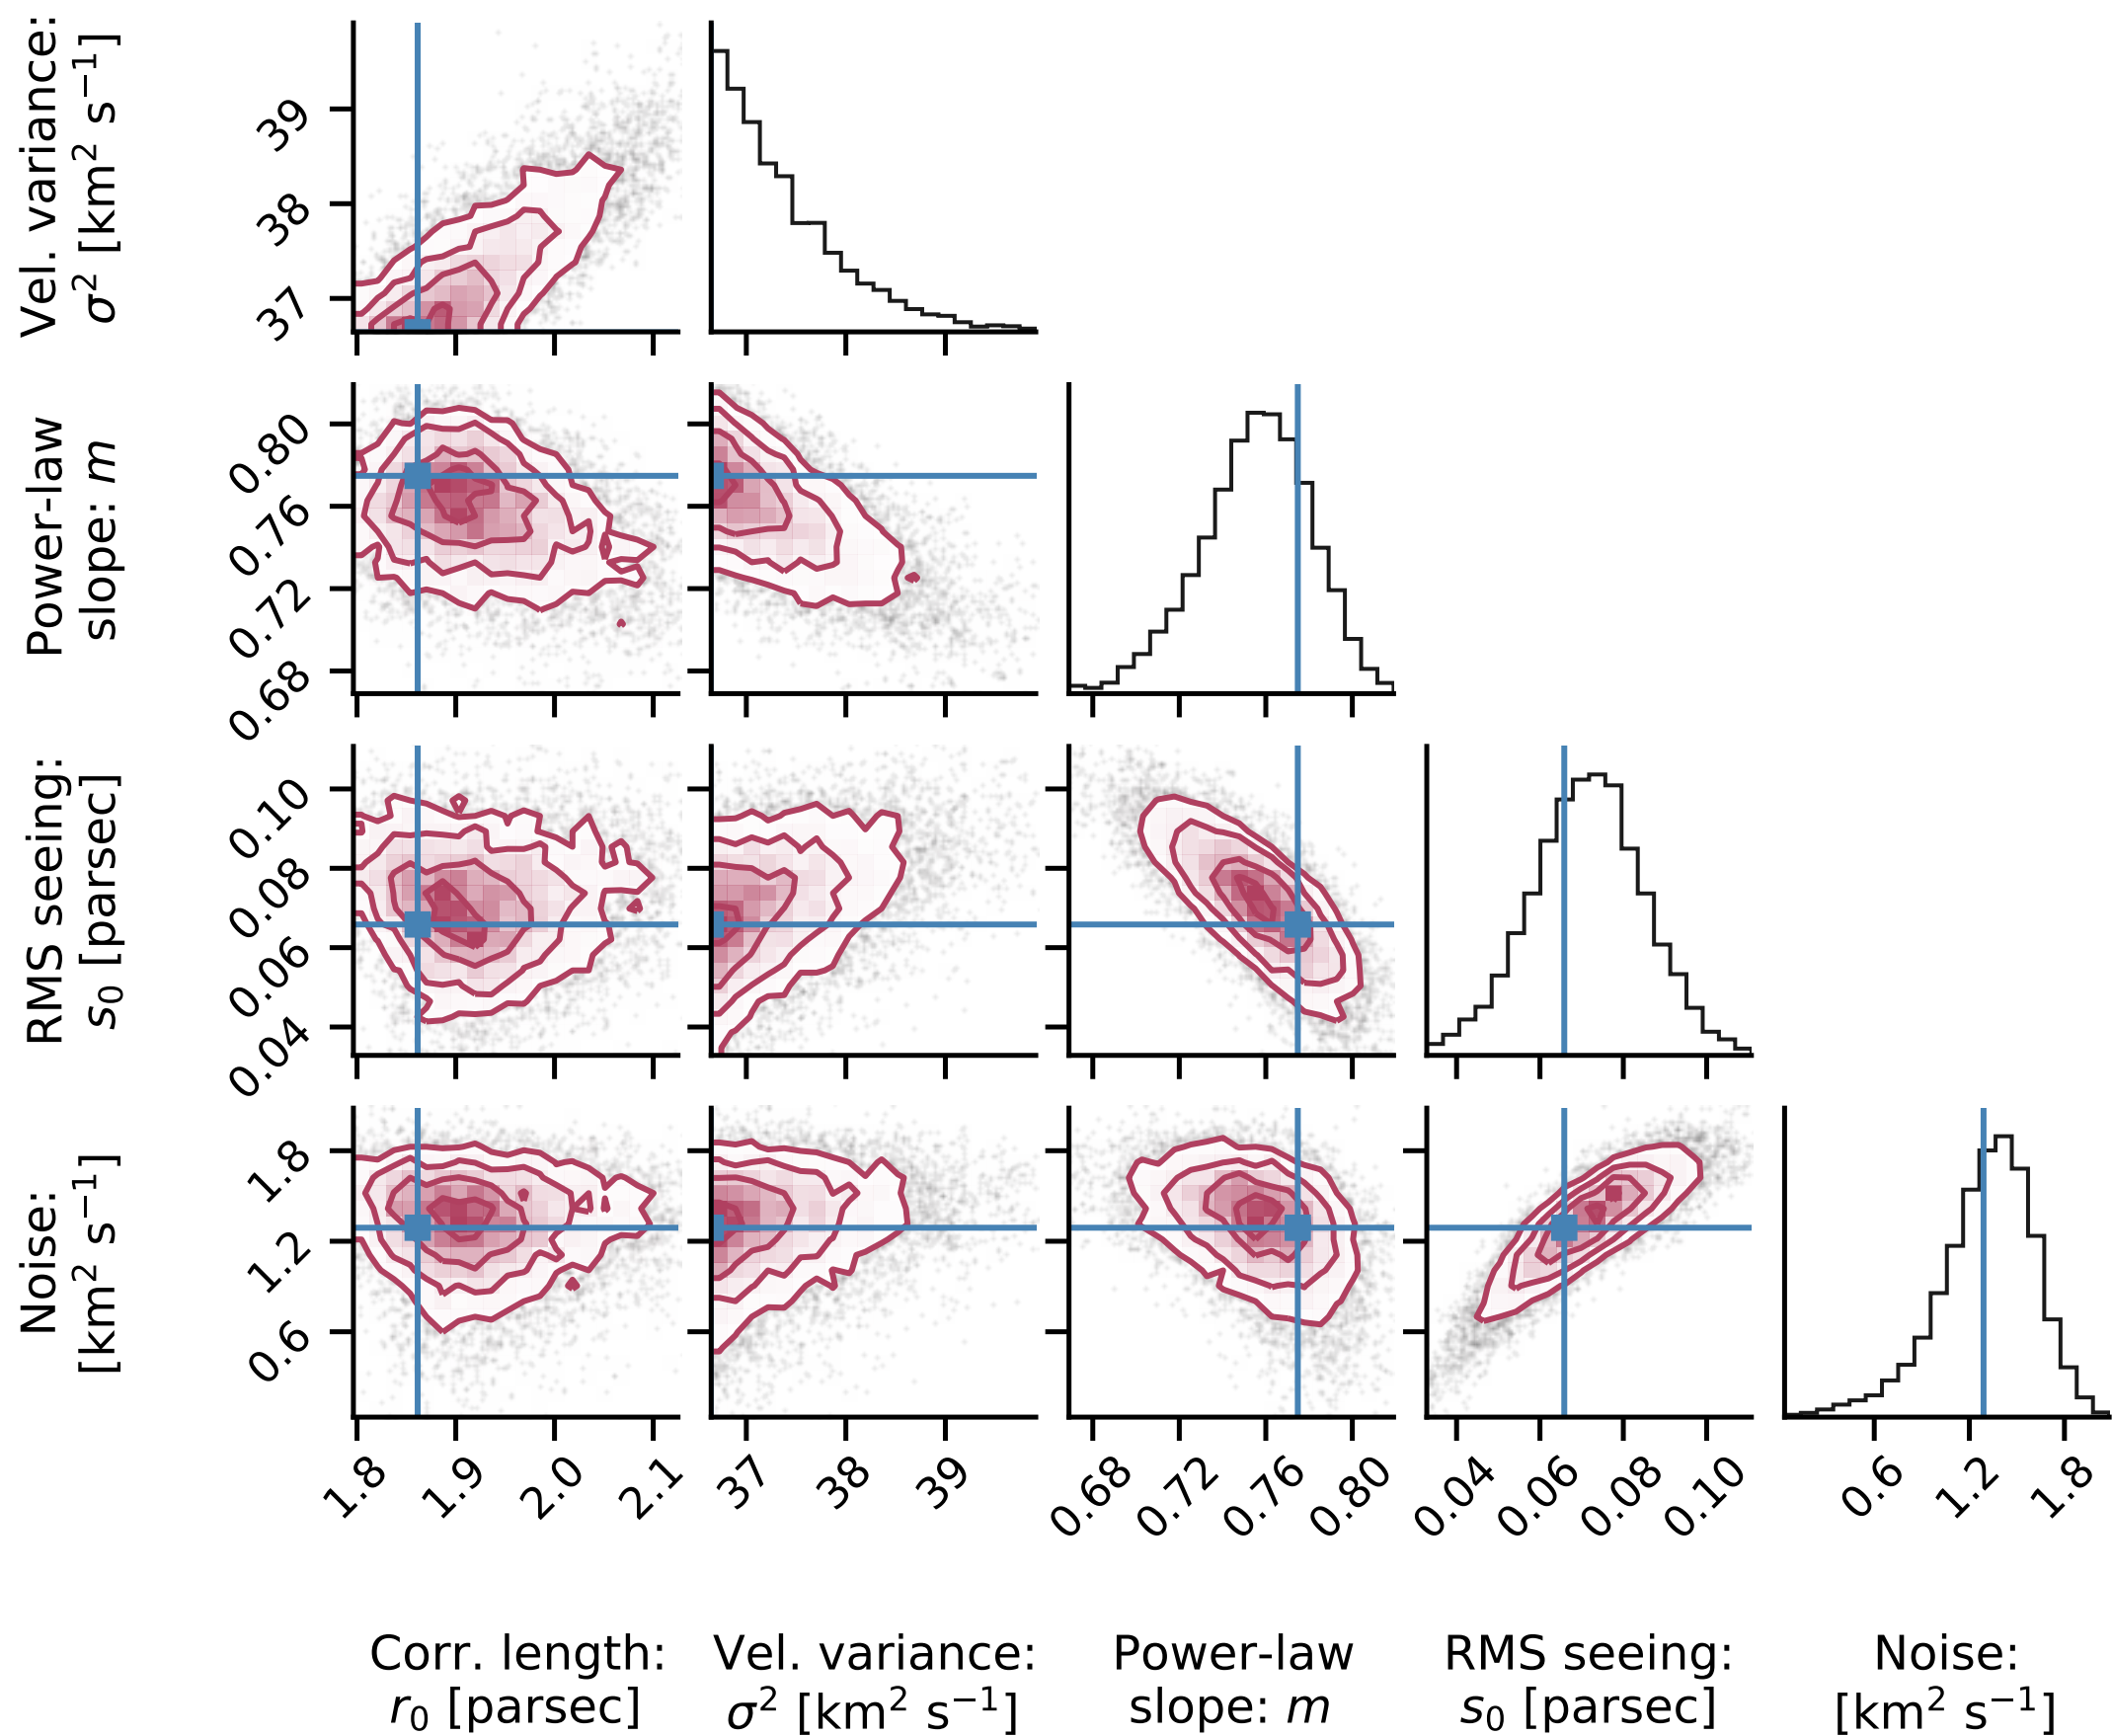 Vel. variance:
σ² [km² s⁻¹]
39
38
37
Power-law
slope: m
0.80
0.76
0.72
0.68
RMS seeing:
s₀ [parsec]
0.10
0.08
0.06
0.04
Noise:
[km² s⁻¹]
1.8
1.2
0.6
1.8 1.9 2.0 2.1 37 38 39 0.68 0.72 0.76 0.80 0.04 0.06 0.08 0.10 0.6 1.2 1.8
Corr. length: Vel. variance: Power-law RMS seeing: Noise:
r₀ [parsec] σ² [km² s⁻¹] slope: m s₀ [parsec] [km² s⁻¹]